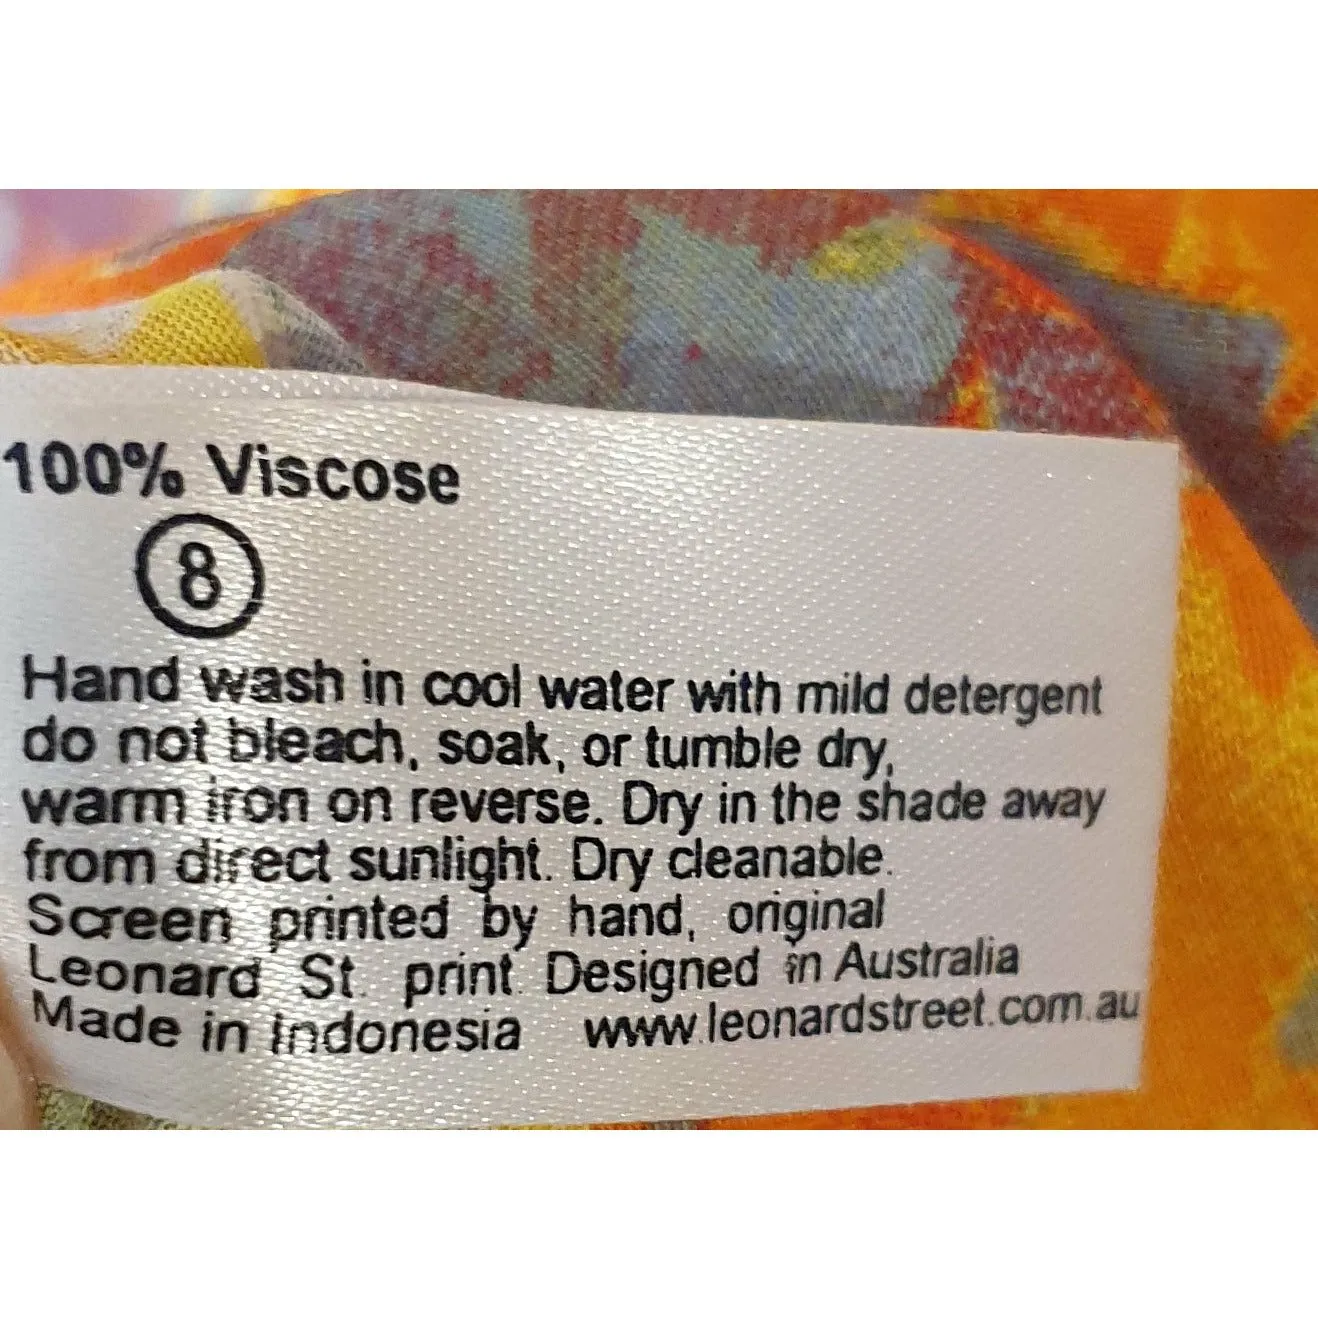 100% Viscose
8
Hand wash in cool water with mild detergent
do not bleach, soak, or tumble dry,
warm iron on reverse. Dry in the shade away
from direct sunlight. Dry cleanable.
Screen printed by hand, original
Leonard St. print. Designed in Australia
Made in Indonesia www.leonardstreet.com.au